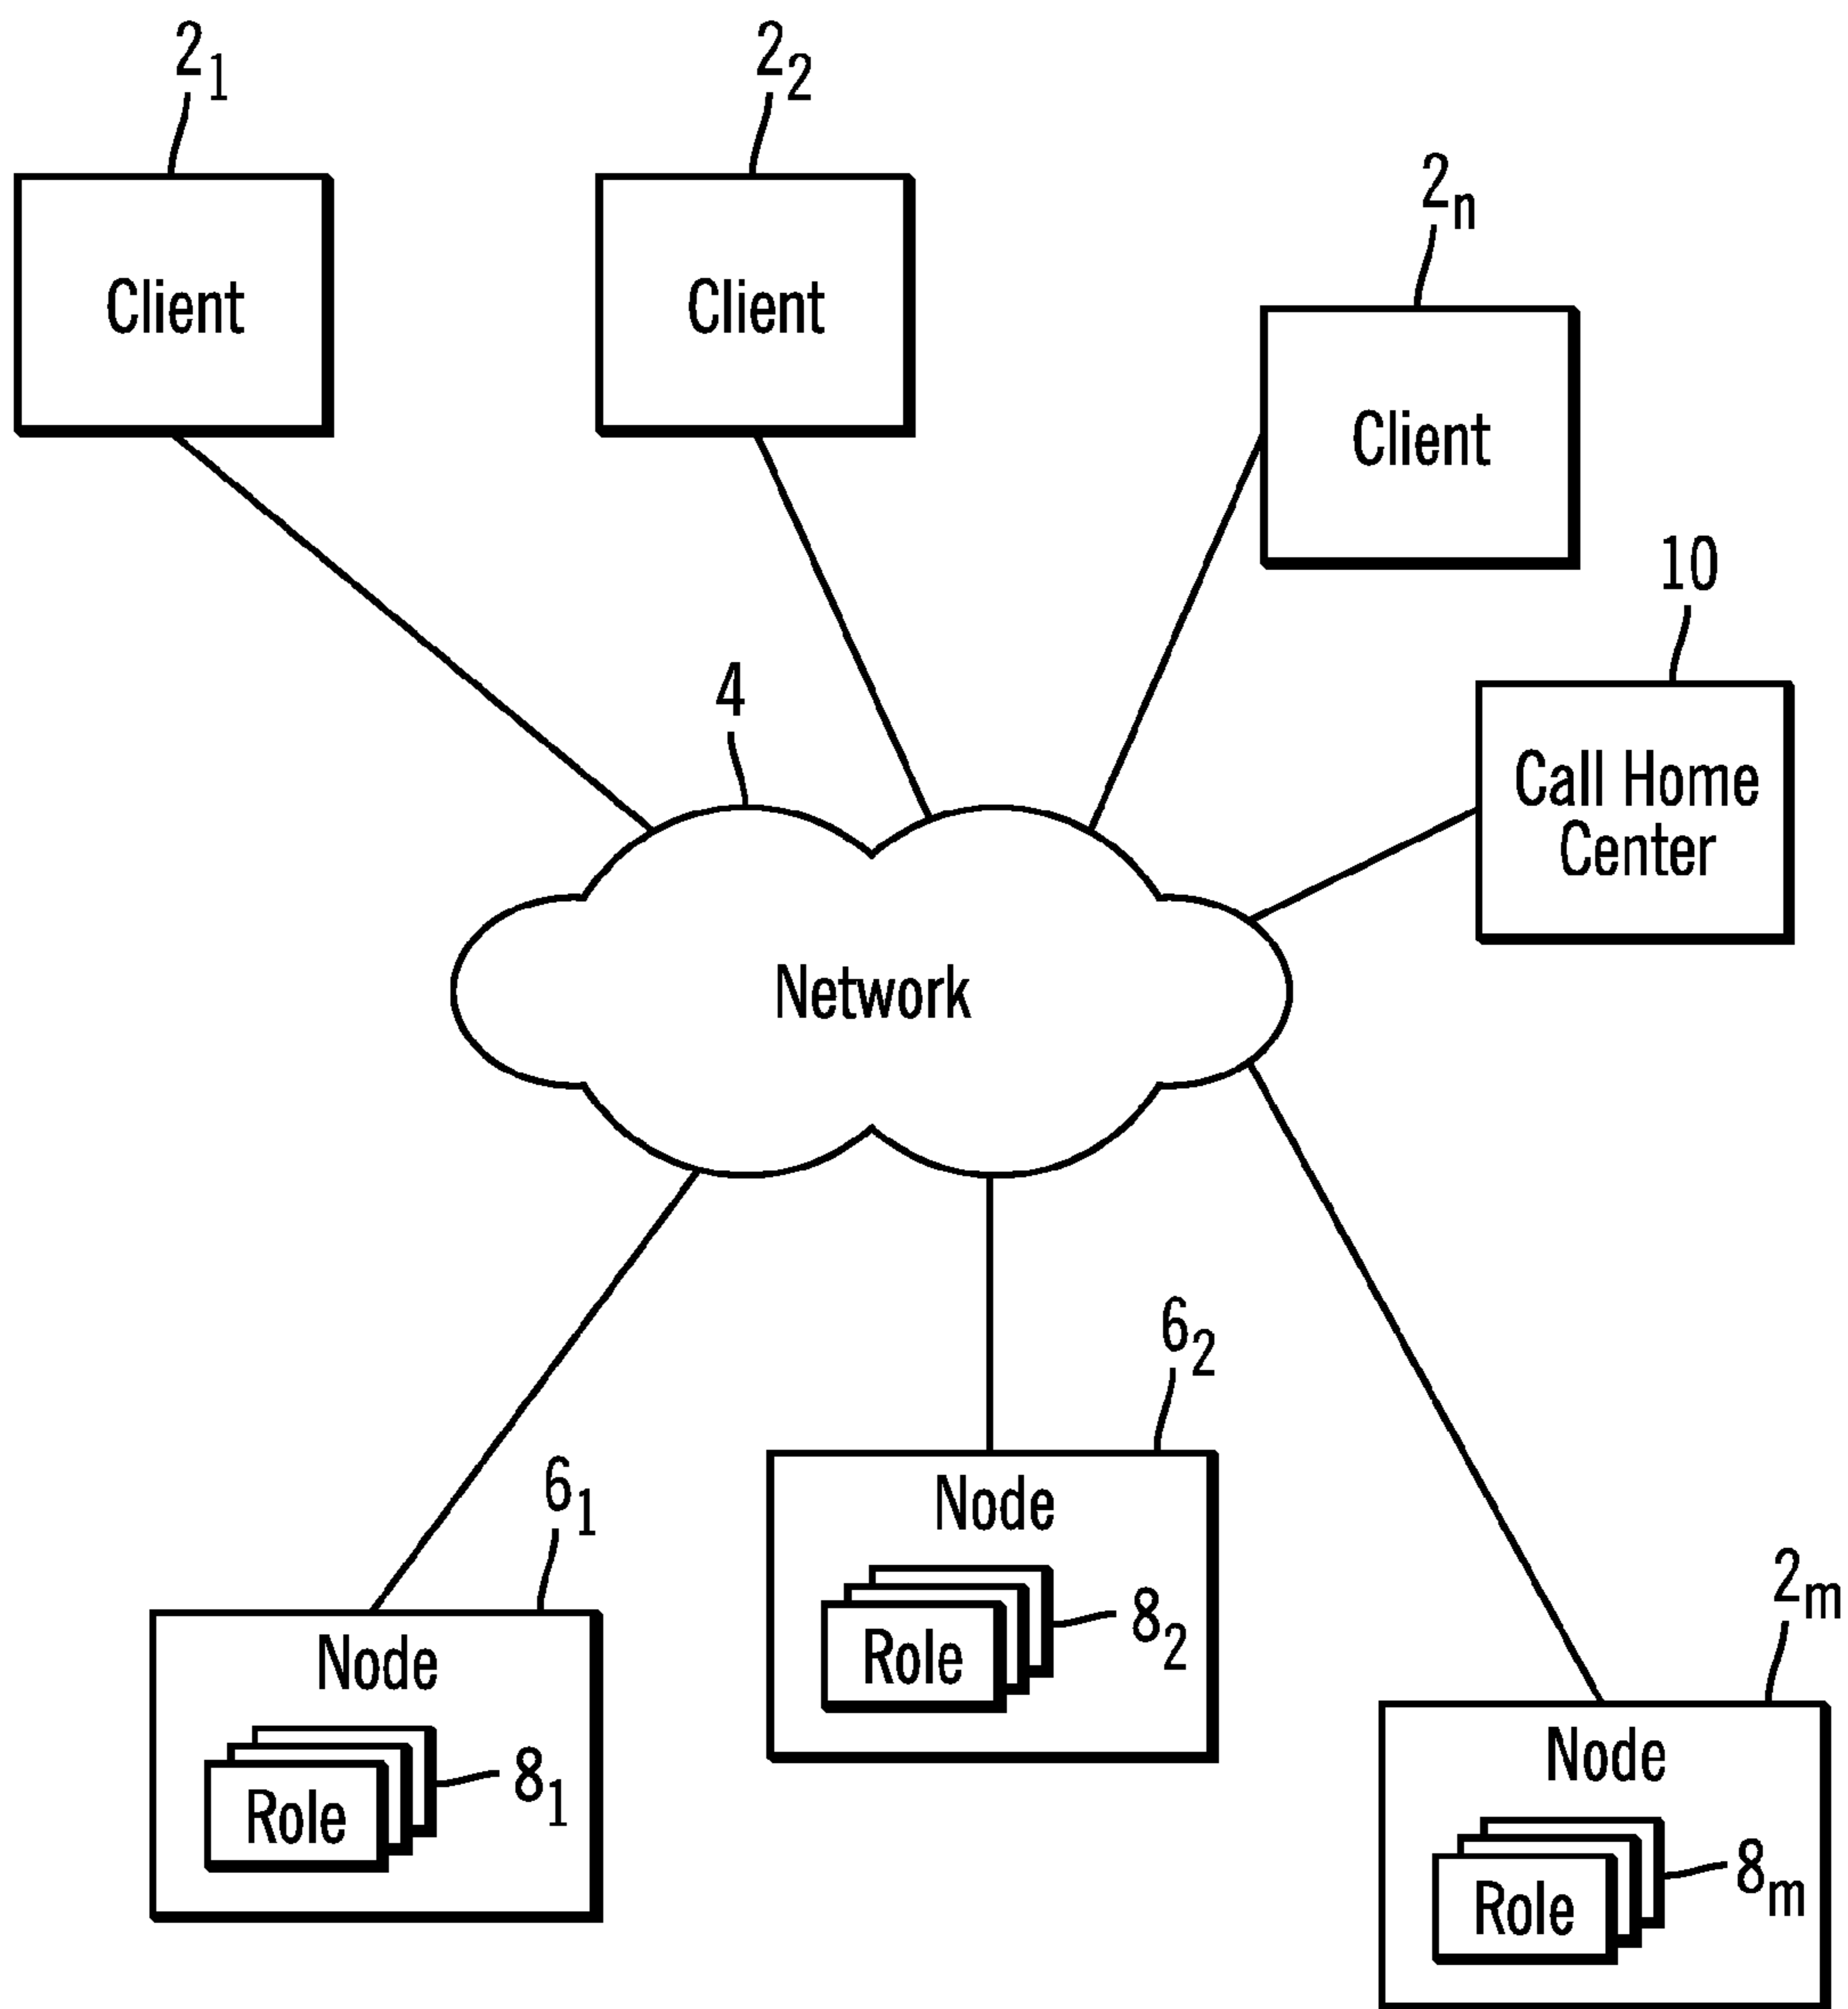 2₁
2₂
2ₙ
Client
Client
Client
10
4
Call Home
Center
Network
6₂
6₁
Node
2ₘ
8₂
Role
Node
Node
8₁
Role
8ₘ
Role